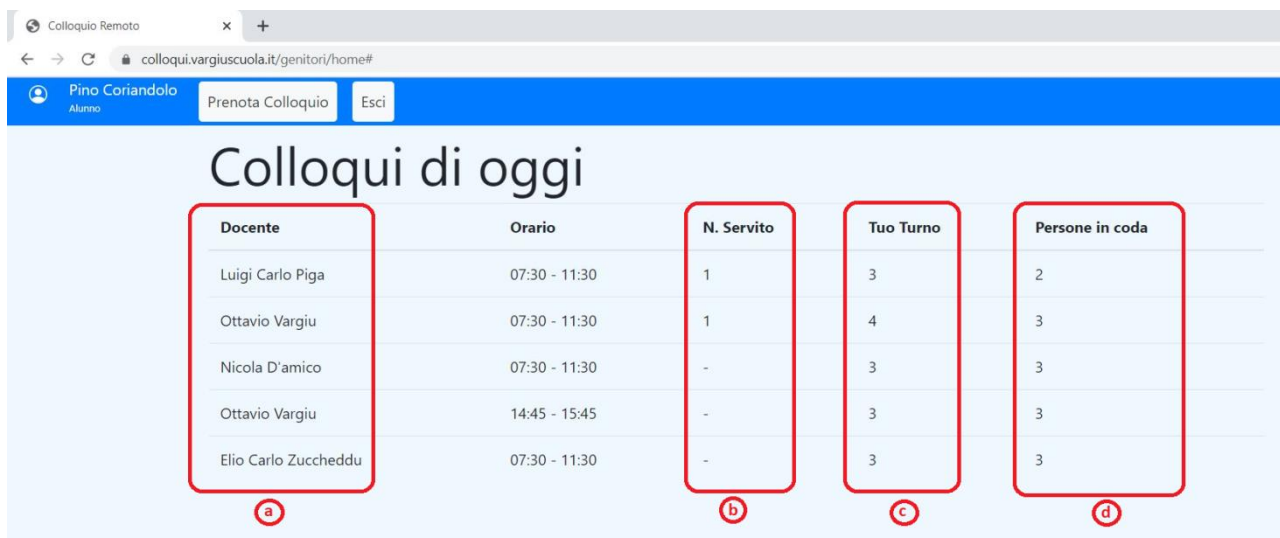 Colloquio Remoto
colloqui.vargiuscuola.it/genitori/home#
Pino Coriandolo
Alunno
Prenota Colloquio Esci
Colloqui di oggi
Docente Orario N. Servito Tuo Turno Persone in coda
Luigi Carlo Piga 07:30 - 11:30 1 3 2
Ottavio Vargiu 07:30 - 11:30 1 4 3
Nicola D'amico 07:30 - 11:30 - 3 3
Ottavio Vargiu 14:45 - 15:45 - 3 3
Elio Carlo Zuccheddu 07:30 - 11:30 - 3 3
a b c d